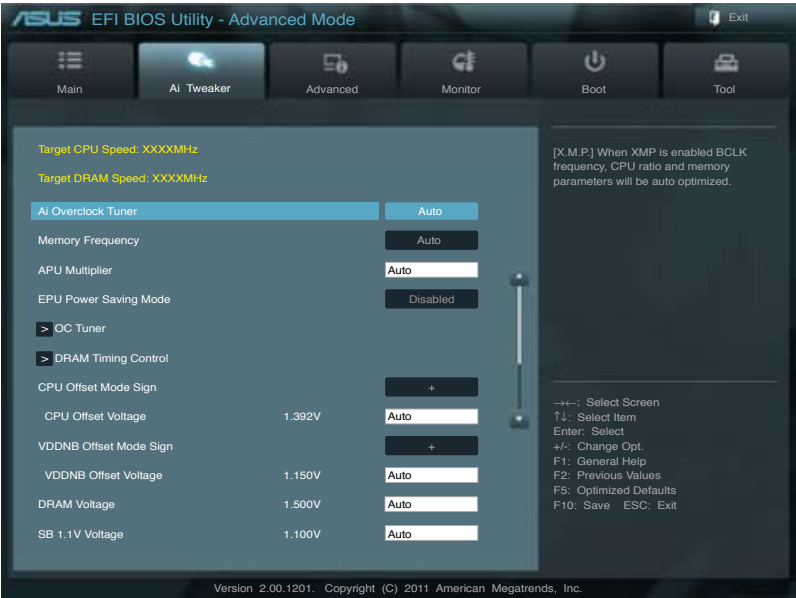 ASUS EFI BIOS Utility - Advanced Mode
Exit
Main
Ai Tweaker
Advanced
Monitor
Boot
Tool
Target CPU Speed: XXXXMHz
Target DRAM Speed: XXXXMHz
Ai Overclock Tuner Auto
Memory Frequency Auto
APU Multiplier Auto
EPU Power Saving Mode Disabled
> OC Tuner
> DRAM Timing Control
CPU Offset Mode Sign +
CPU Offset Voltage 1.392V Auto
VDDNB Offset Mode Sign +
VDDNB Offset Voltage 1.150V Auto
DRAM Voltage 1.500V Auto
SB 1.1V Voltage 1.100V Auto
[X.M.P.] When XMP is enabled BCLK
frequency, CPU ratio and memory
parameters will be auto optimized.
→←: Select Screen
↑↓: Select Item
Enter: Select
+/-: Change Opt.
F1: General Help
F2: Previous Values
F5: Optimized Defaults
F10: Save ESC: Exit
Version 2.00.1201. Copyright (C) 2011 American Megatrends, Inc.